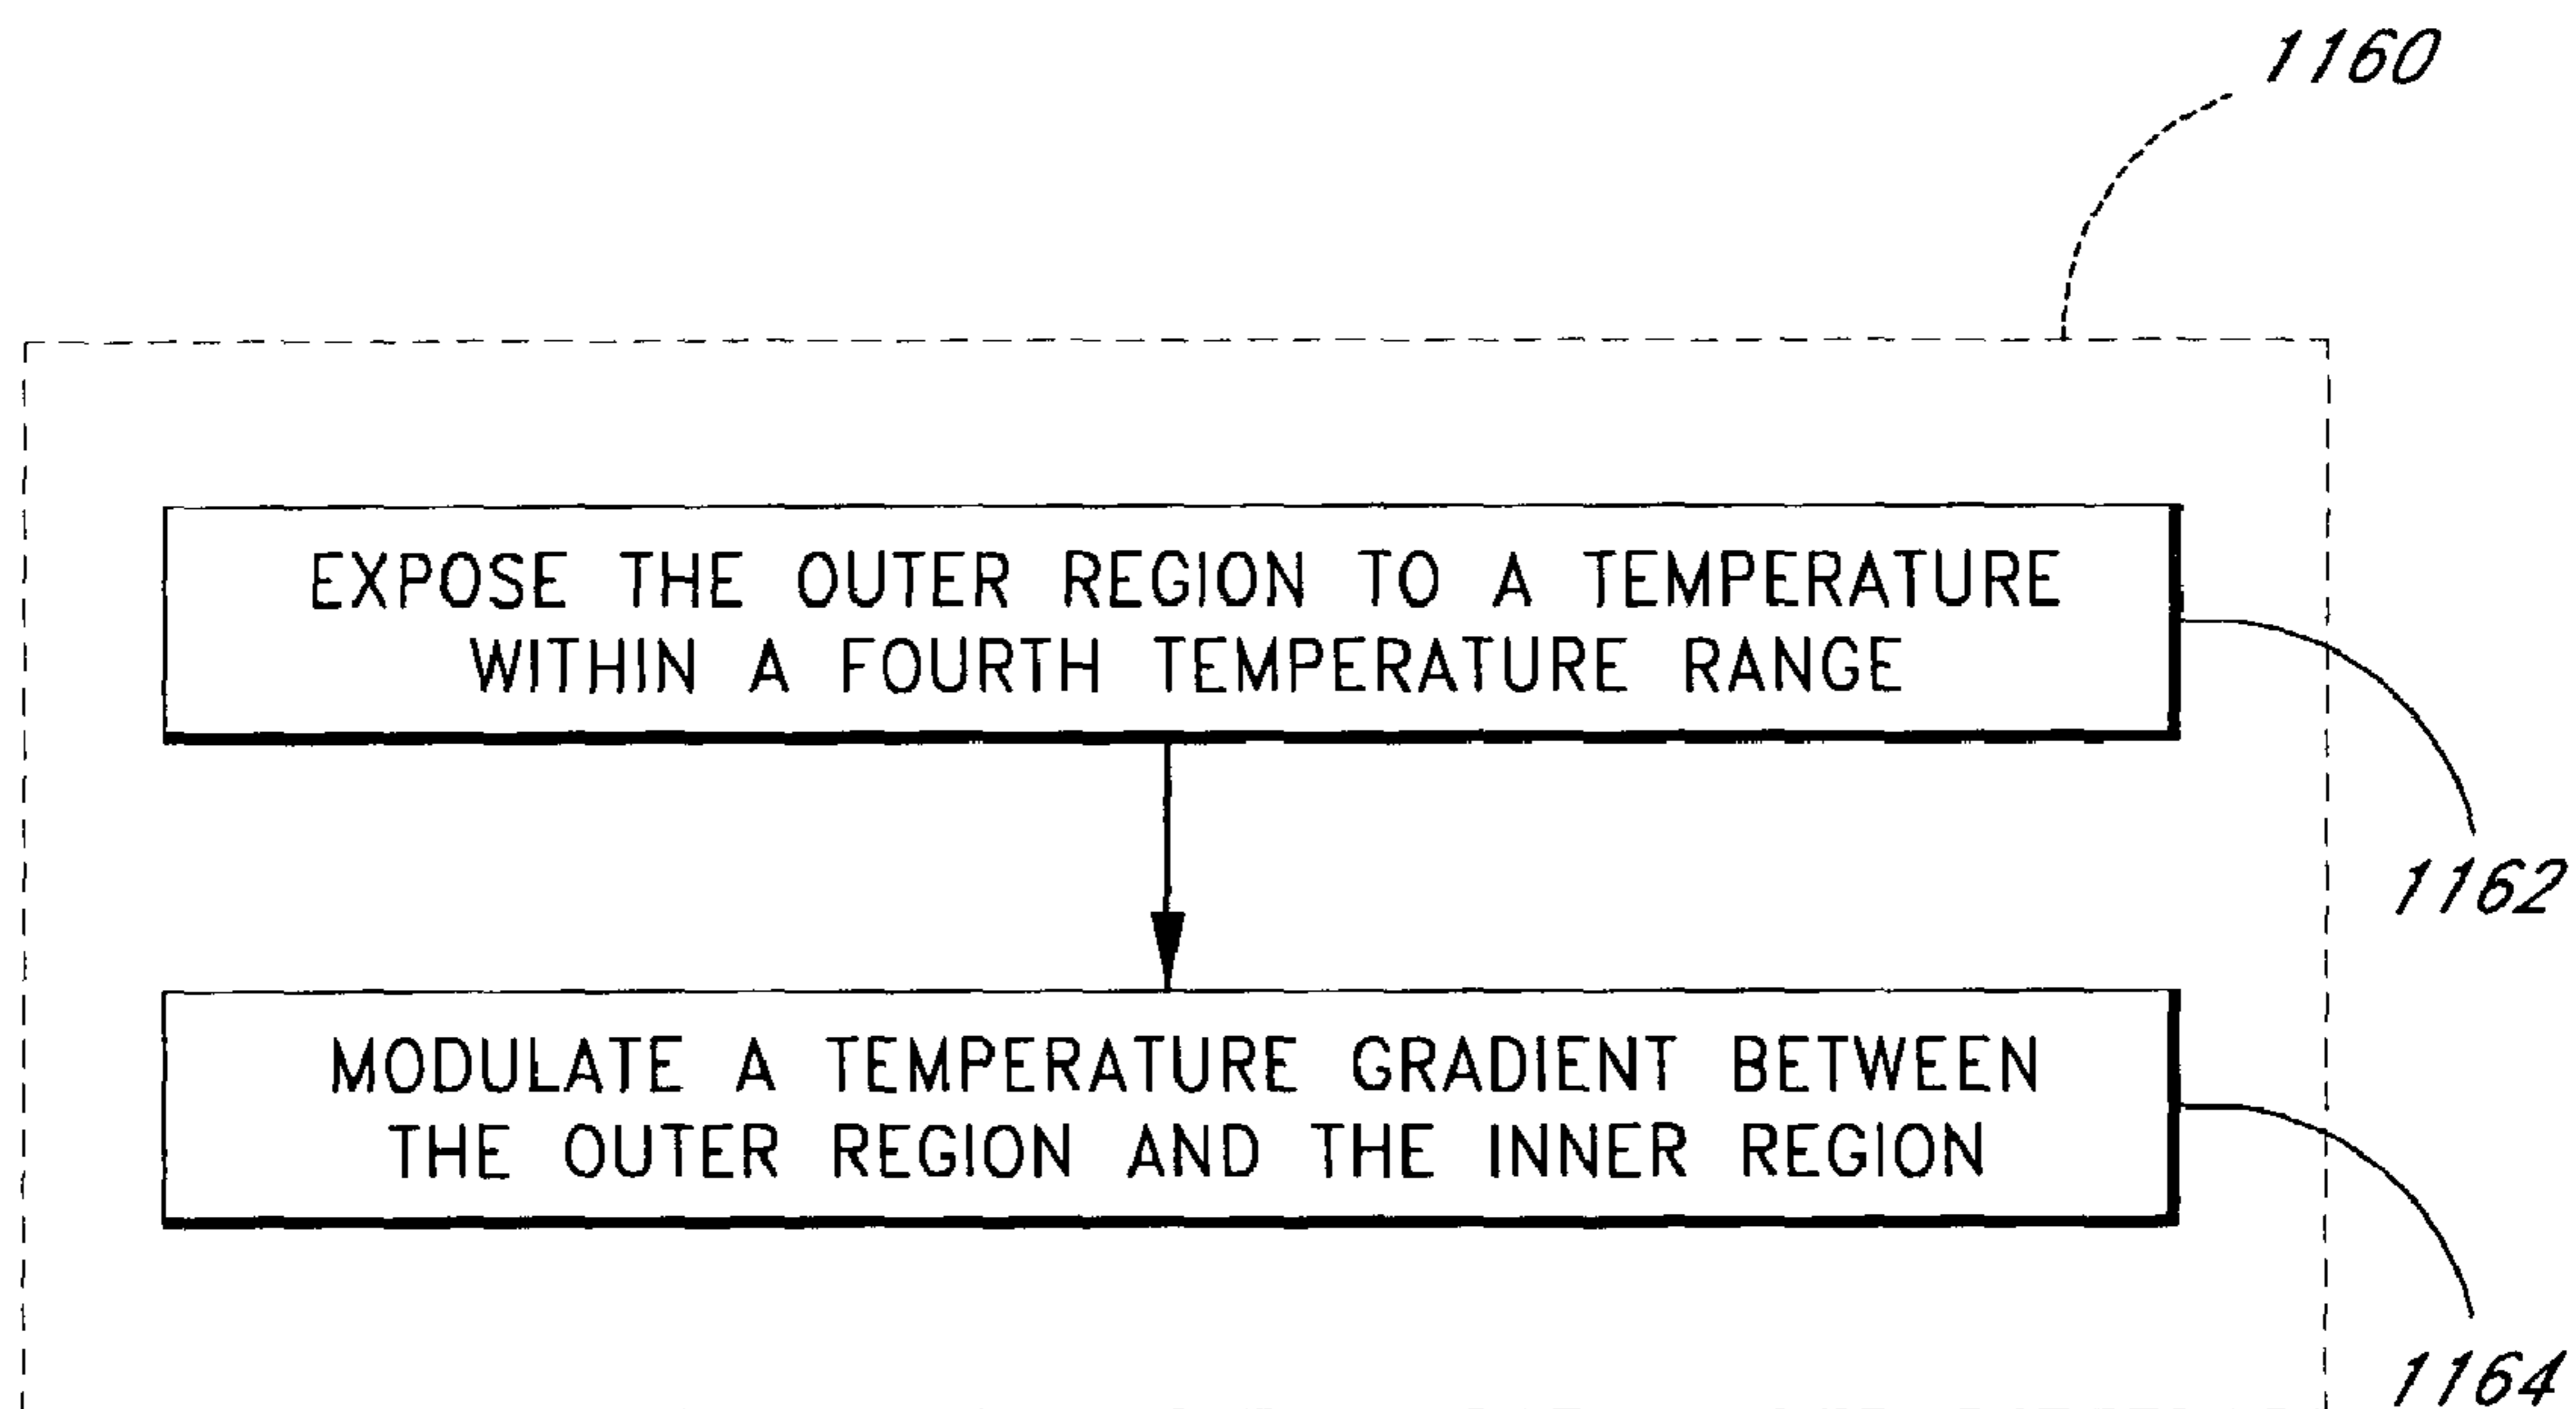 1160
EXPOSE THE OUTER REGION TO A TEMPERATURE
WITHIN A FOURTH TEMPERATURE RANGE
1162
MODULATE A TEMPERATURE GRADIENT BETWEEN
THE OUTER REGION AND THE INNER REGION
1164